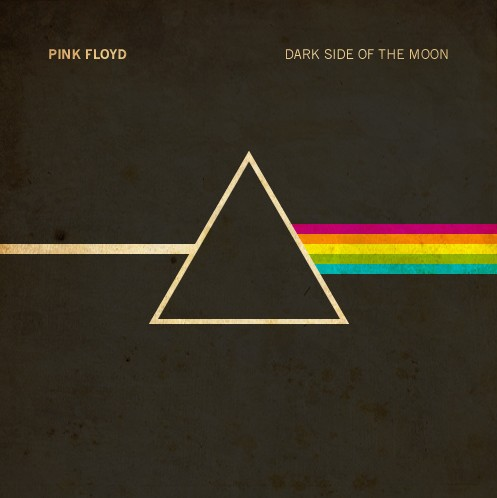 PINK FLOYD
DARK SIDE OF THE MOON